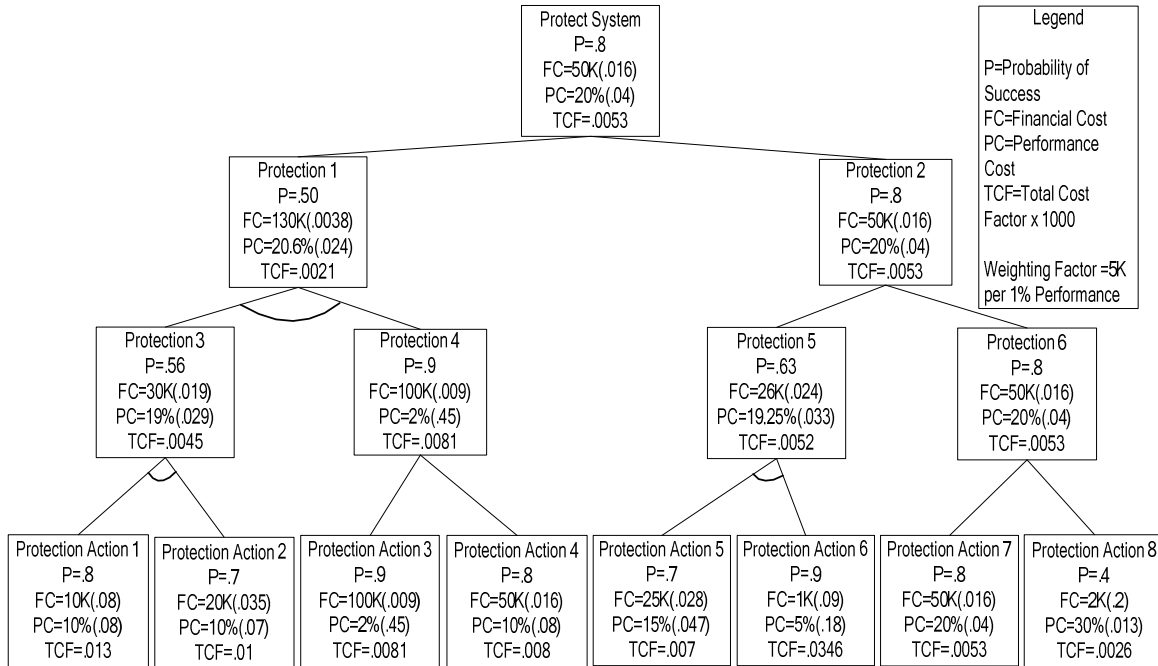 Protect System
P=.8
FC=50K(.016)
PC=20%(.04)
TCF=.0053
Legend
P=Probability of
Success
FC=Financial Cost
PC=Performance
Cost
TCF=Total Cost
Factor x 1000
Weighting Factor =5K
per 1% Performance
Protection 1
P=.50
FC=130K(.0038)
PC=20.6%(.024)
TCF=.0021
Protection 2
P=.8
FC=50K(.016)
PC=20%(.04)
TCF=.0053
Protection 3
P=.56
FC=30K(.019)
PC=19%(.029)
TCF=.0045
Protection 4
P=.9
FC=100K(.009)
PC=2%(.45)
TCF=.0081
Protection 5
P=.63
FC=26K(.024)
PC=19.25%(.033)
TCF=.0052
Protection 6
P=.8
FC=50K(.016)
PC=20%(.04)
TCF=.0053
Protection Action 1
P=.8
FC=10K(.08)
PC=10%(.08)
TCF=.013
Protection Action 2
P=.7
FC=20K(.035)
PC=10%(.07)
TCF=.01
Protection Action 3
P=.9
FC=100K(.009)
PC=2%(.45)
TCF=.0081
Protection Action 4
P=.8
FC=50K(.016)
PC=10%(.08)
TCF=.008
Protection Action 5
P=.7
FC=25K(.028)
PC=15%(.047)
TCF=.007
Protection Action 6
P=.9
FC=1K(.09)
PC=5%(.18)
TCF=.0346
Protection Action 7
P=.8
FC=50K(.016)
PC=20%(.04)
TCF=.0053
Protection Action 8
P=.4
FC=2K(.2)
PC=30%(.013)
TCF=.0026